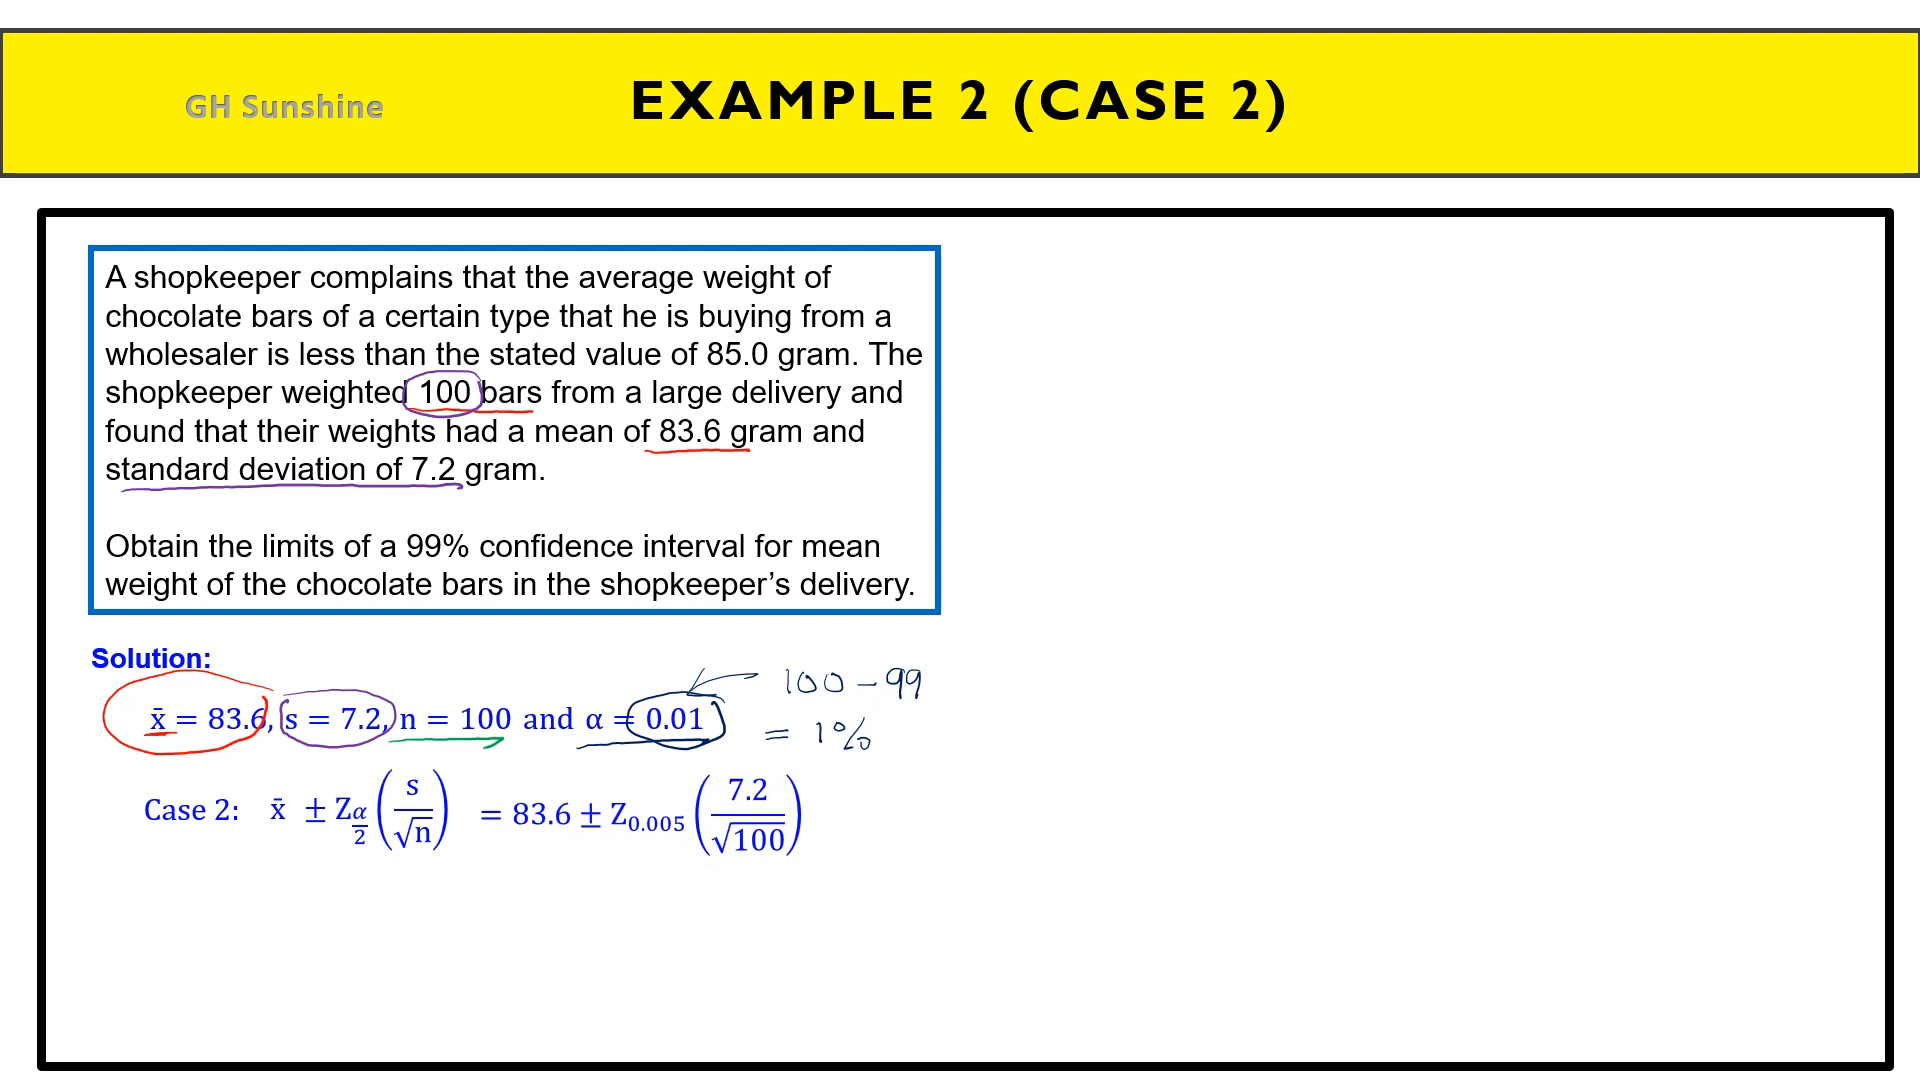 GH Sunshine
EXAMPLE 2 (CASE 2)
A shopkeeper complains that the average weight of
chocolate bars of a certain type that he is buying from a
wholesaler is less than the stated value of 85.0 gram. The
shopkeeper weighted 100 bars from a large delivery and
found that their weights had a mean of 83.6 gram and
standard deviation of 7.2 gram.
Obtain the limits of a 99% confidence interval for mean
weight of the chocolate bars in the shopkeeper’s delivery.
Solution:
100 – 99
x̄ = 83.6, s = 7.2, n = 100 and α = 0.01
= 1%
Case 2: x̄ ± Z_(α/2) (s/√n) = 83.6 ± Z_0.005 (7.2/√100)